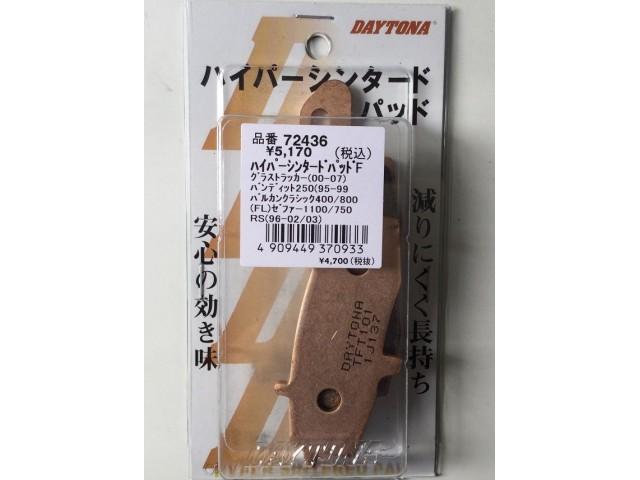 DAYTONA
ハイパーシンタード
パッド
品番 72436
¥5,170 (税込)
ﾊｲﾊﾟｰｼﾝﾀｰﾄﾞﾊﾟｯﾄﾞF
ｸﾞﾗｽﾄﾗｯｶｰ(00-07)
ﾊﾞﾝﾃﾞｨｯﾄ250(95-99
ﾊﾞﾙｶﾝｸﾗｼｯｸ400/800
(FL)ｾﾞﾌｧｰ1100/750
RS(96-02/03)
4 909449 370933
¥4,700(税抜)
減りにくく長持ち
安心の効き味
DAYTONA
TFT101
1J137
DAYTONA